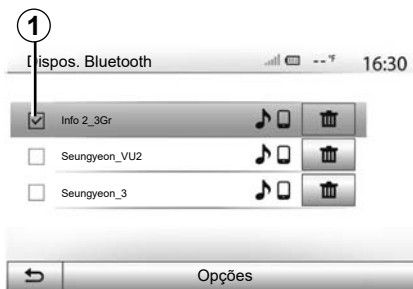 1
Dispos. Bluetooth -- °F 16:30
Info 2_3Gr
Seungyeon_VU2
Seungyeon_3
Opções